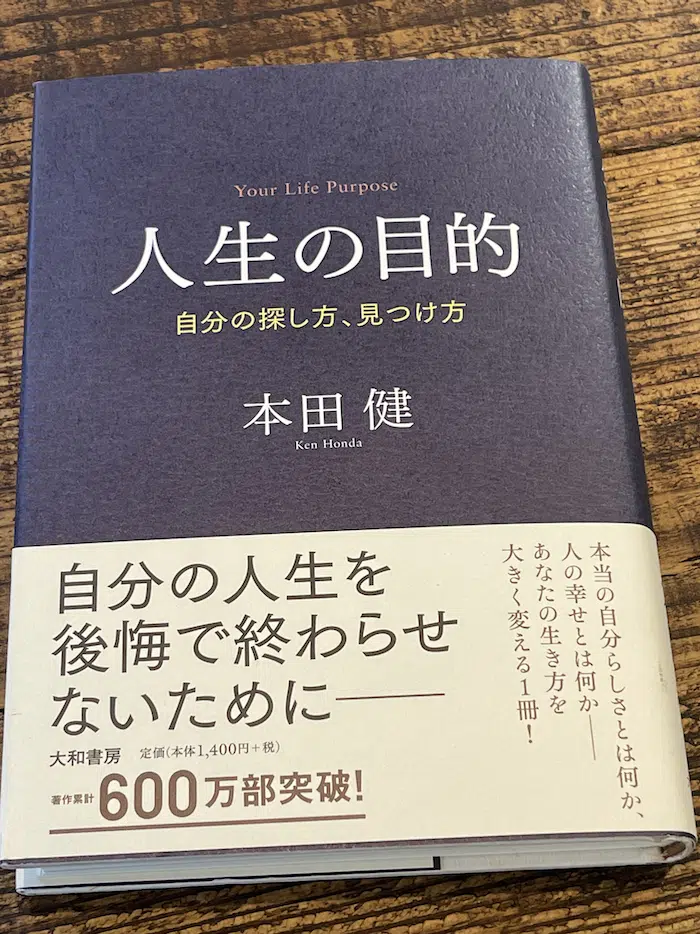 Your Life Purpose
人生の目的
自分の探し方、見つけ方
本田 健
Ken Honda
本当の自分らしさとは何か、
人の幸せとは何か——
あなたの生き方を
大きく変える1冊！
自分の人生を
後悔で終わらせ
ないために——
大和書房 定価(本体1,400円+税)
著作累計600万部突破！